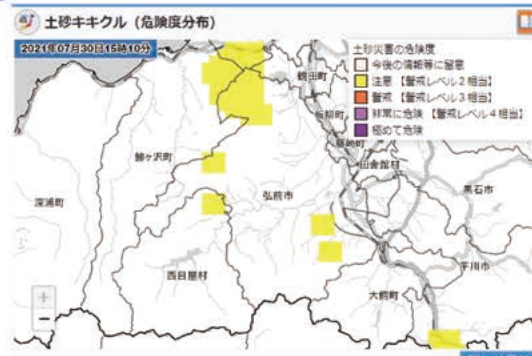 土砂キキクル（危険度分布）
2021年07月30日15時10分
土砂災害の危険度
今後の情報等に留意
注意【警戒レベル２相当】
警戒【警戒レベル３相当】
非常に危険【警戒レベル４相当】
極めて危険
鶴田町
板柳町
藤崎町
田舎館村
鰺ヶ沢町
黒石市
深浦町
弘前市
平川市
西目屋村
大鰐町
+
−